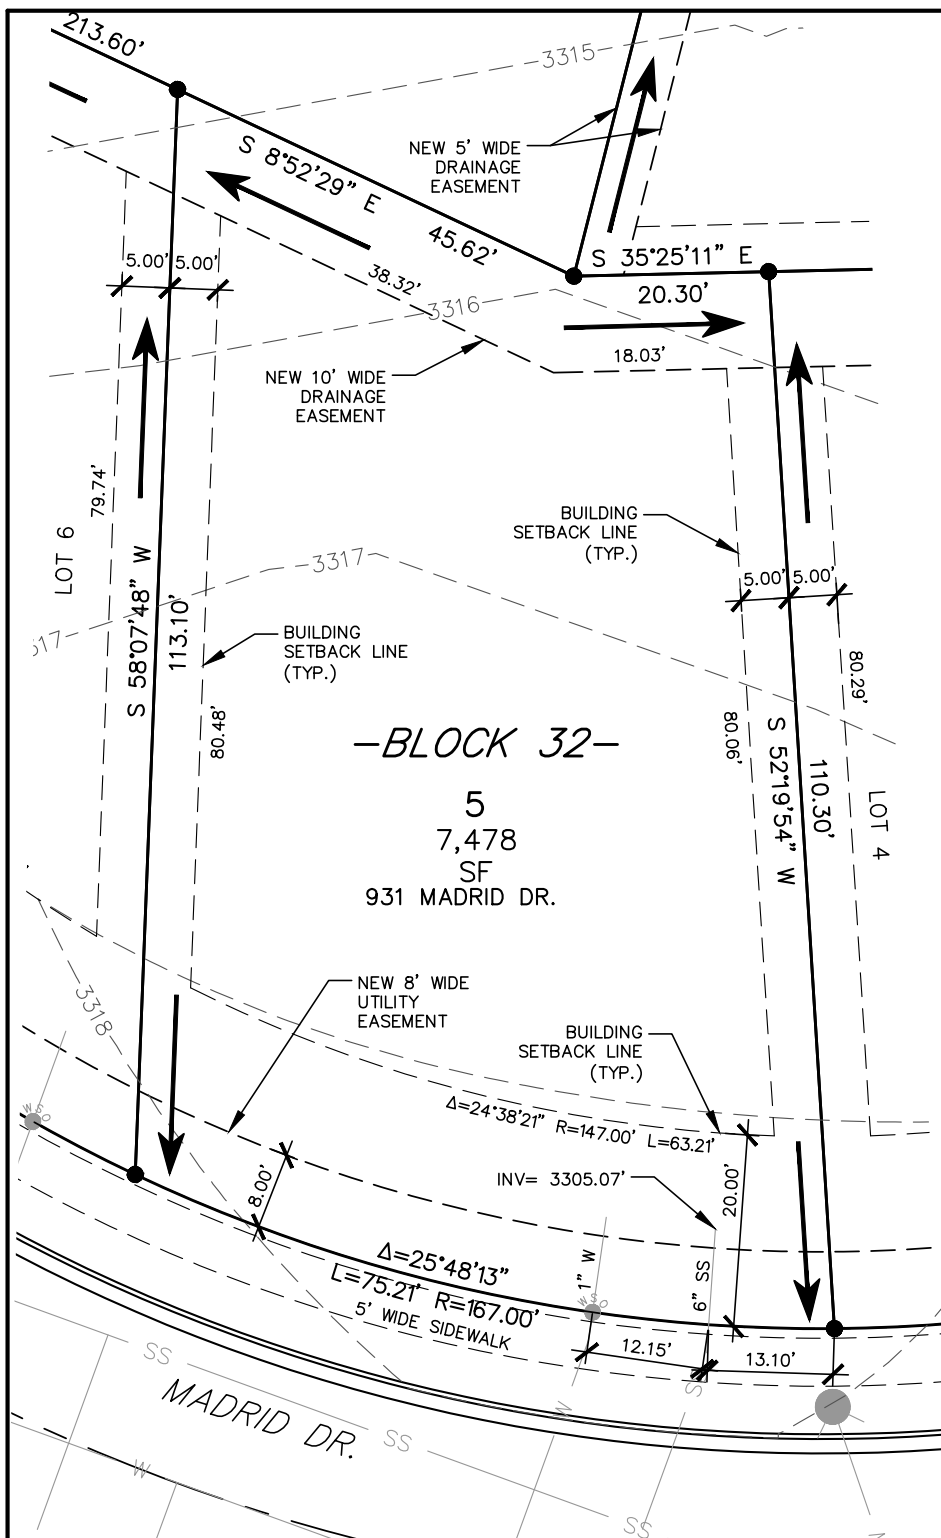 213.60'
3315
S 8°52'29" E
45.62'
NEW 5' WIDE
DRAINAGE
EASEMENT
5.00'
5.00'
38.32'
3316
S 35°25'11" E
20.30'
18.03'
NEW 10' WIDE
DRAINAGE
EASEMENT
79.74'
LOT 6
S 58°07'48" W
113.10'
BUILDING
SETBACK LINE
(TYP.)
3317
5.00'
5.00'
BUILDING
SETBACK LINE
(TYP.)
80.48'
80.06'
80.29'
S 52°19'54" W
110.30'
LOT 4
-BLOCK 32-
5
7,478
SF
931 MADRID DR.
3318
NEW 8' WIDE
UTILITY
EASEMENT
BUILDING
SETBACK LINE
(TYP.)
Δ=24°38'21" R=147.00' L=63.21'
WSO
8.00'
INV= 3305.07'
20.00'
Δ=25°48'13"
L=75.21' R=167.00'
5' WIDE SIDEWALK
1" W
WSO
6" SS
12.15'
13.10'
SS
MADRID DR.
SS
W
W
SS